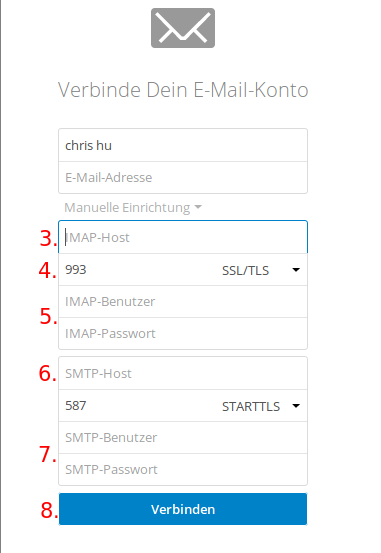 Verbinde Dein E-Mail-Konto
chris hu
E-Mail-Adresse
Manuelle Einrichtung
3. IMAP-Host
4. 993 SSL/TLS
IMAP-Benutzer
5.
IMAP-Passwort
6. SMTP-Host
587 STARTTLS
SMTP-Benutzer
7.
SMTP-Passwort
8. Verbinden